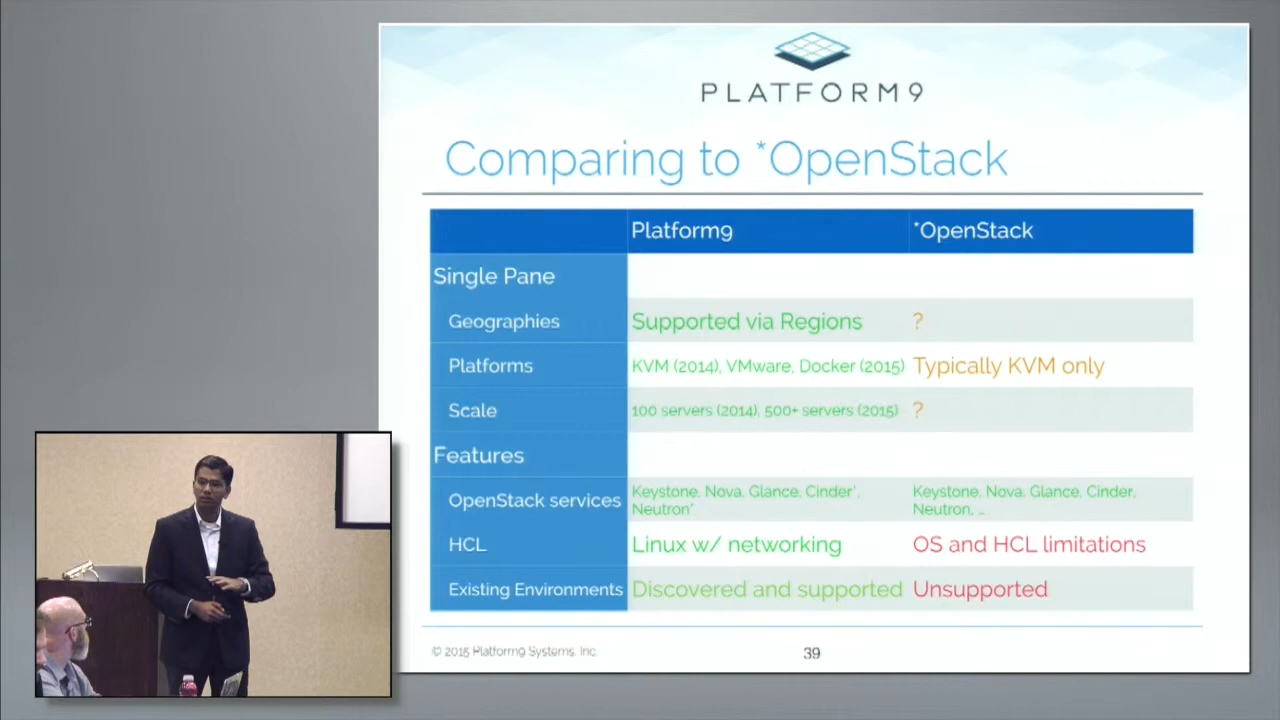 PLATFORM9
Comparing to *OpenStack
Platform9 *OpenStack
Single Pane
Geographies Supported via Regions ?
Platforms KVM (2014), VMware, Docker (2015) Typically KVM only
Scale 100 servers (2014), 500+ servers (2015) ?
Features
OpenStack services Keystone, Nova, Glance, Cinder*, Keystone, Nova, Glance, Cinder,
Neutron* Neutron, ...
HCL Linux w/ networking OS and HCL limitations
Existing Environments Discovered and supported Unsupported
© 2015 Platform9 Systems, Inc. 39